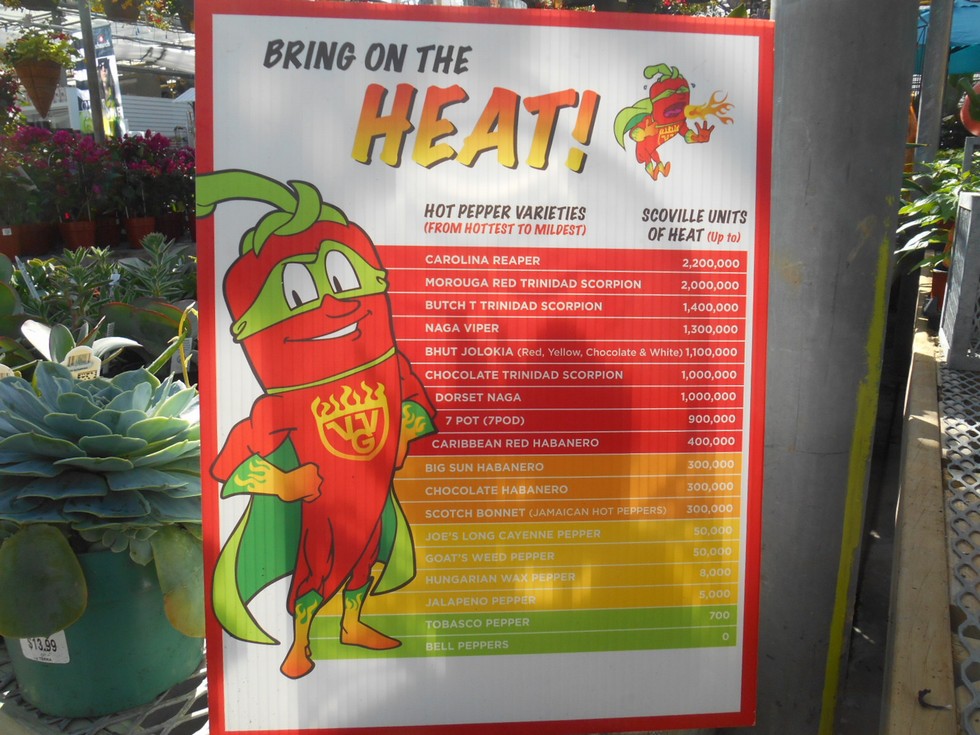 BRING ON THE
HEAT!
HOT PEPPER VARIETIES
(FROM HOTTEST TO MILDEST)
SCOVILLE UNITS
OF HEAT (Up to)
CAROLINA REAPER 2,200,000
MOROUGA RED TRINIDAD SCORPION 2,000,000
BUTCH T TRINIDAD SCORPION 1,400,000
NAGA VIPER 1,300,000
BHUT JOLOKIA (Red, Yellow, Chocolate & White) 1,100,000
CHOCOLATE TRINIDAD SCORPION 1,000,000
DORSET NAGA 1,000,000
7 POT (7POD) 900,000
CARIBBEAN RED HABANERO 400,000
BIG SUN HABANERO 300,000
CHOCOLATE HABANERO 300,000
SCOTCH BONNET (JAMAICAN HOT PEPPERS) 300,000
JOE'S LONG CAYENNE PEPPER 50,000
GOAT'S WEED PEPPER 50,000
HUNGARIAN WAX PEPPER 8,000
JALAPENO PEPPER 5,000
TOBASCO PEPPER 700
BELL PEPPERS 0
VVG
$13.99